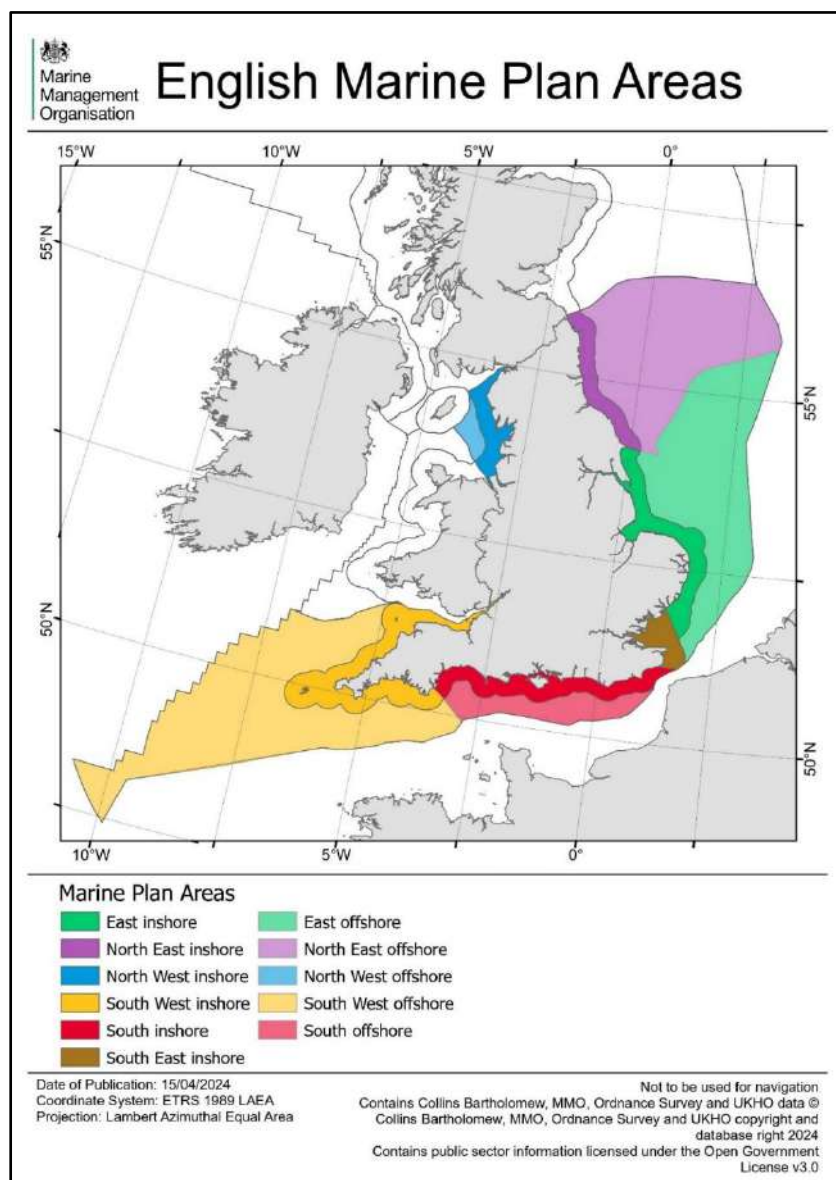 Marine
Management
Organisation
English Marine Plan Areas
15°W 10°W 5°W 0°
55°N
55°N
50°N
50°N
10°W 5°W 0°
Marine Plan Areas
East inshore East offshore
North East inshore North East offshore
North West inshore North West offshore
South West inshore South West offshore
South inshore South offshore
South East inshore
Date of Publication: 15/04/2024
Coordinate System: ETRS 1989 LAEA
Projection: Lambert Azimuthal Equal Area
Not to be used for navigation
Contains Collins Bartholomew, MMO, Ordnance Survey and UKHO data ©
Collins Bartholomew, MMO, Ordnance Survey and UKHO copyright and
database right 2024
Contains public sector information licensed under the Open Government
License v3.0